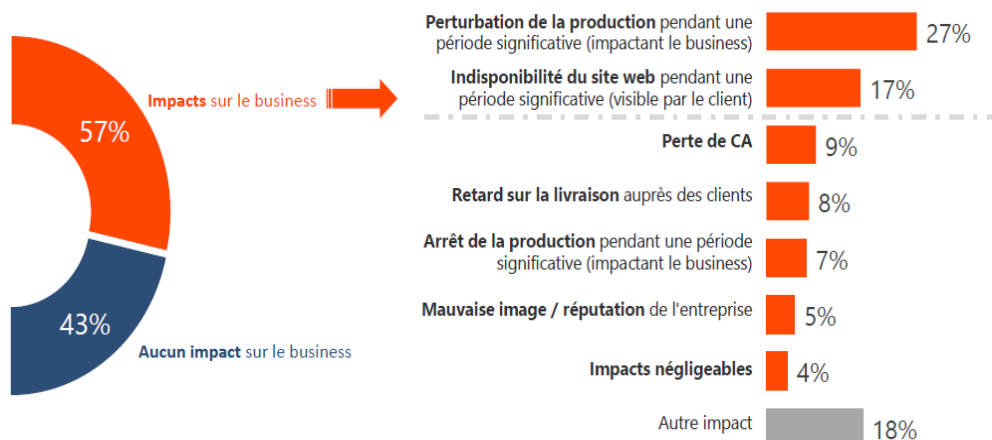 57%
Impacts sur le business
43%
Aucun impact sur le business
Perturbation de la production pendant une
période significative (impactant le business)
27%
Indisponibilité du site web pendant une
période significative (visible par le client)
17%
Perte de CA
9%
Retard sur la livraison auprès des clients
8%
Arrêt de la production pendant une période
significative (impactant le business)
7%
Mauvaise image / réputation de l'entreprise
5%
Impacts négligeables
4%
Autre impact
18%